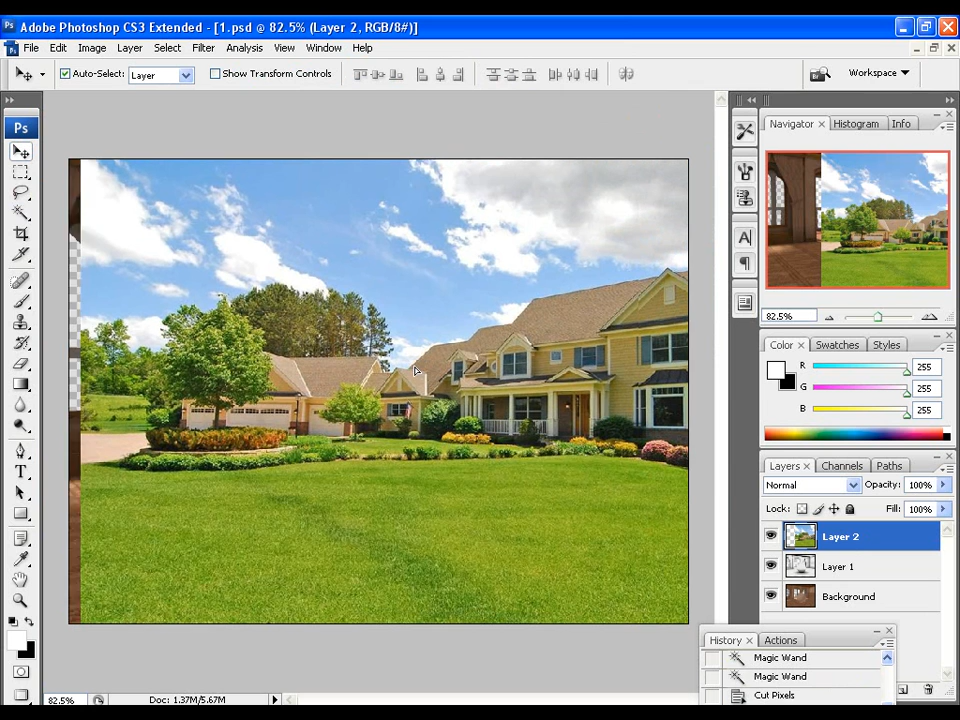 Adobe Photoshop CS3 Extended - [1.psd @ 82.5% (Layer 2, RGB/8#)]
File Edit Image Layer Select Filter Analysis View Window Help
Auto-Select: Layer Show Transform Controls Workspace
Ps
Navigator Histogram Info
82.5%
Color Swatches Styles
R 255
G 255
B 255
Layers Channels Paths
Normal Opacity: 100%
Lock: Fill: 100%
Layer 2
Layer 1
Background
History Actions
Magic Wand
Magic Wand
Cut Pixels
82.5% Doc: 1.37M/5.67M